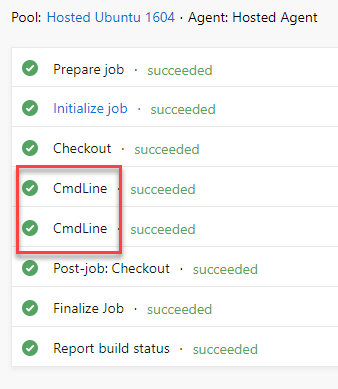 Pool: Hosted Ubuntu 1604 · Agent: Hosted Agent
Prepare job · succeeded
Initialize job · succeeded
Checkout · succeeded
CmdLine · succeeded
CmdLine · succeeded
Post-job: Checkout · succeeded
Finalize Job · succeeded
Report build status · succeeded